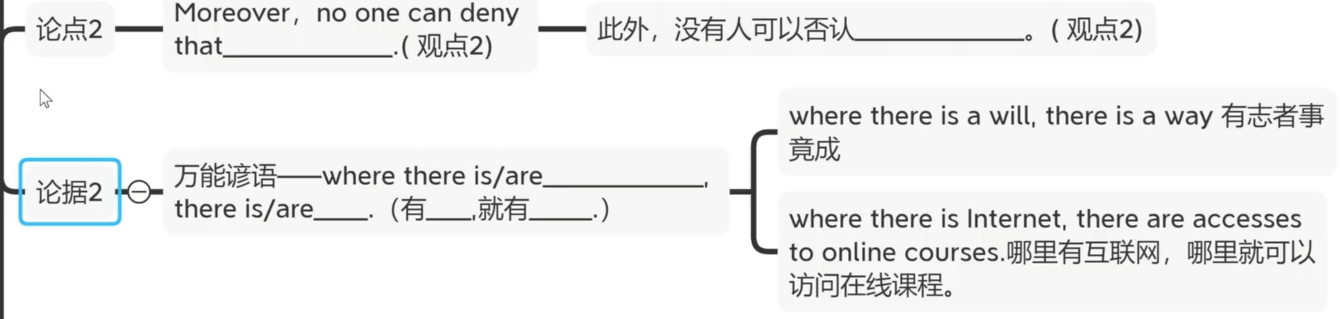 论点2
Moreover，no one can deny
that____________.( 观点2)
此外，没有人可以否认____________。( 观点2)
论据2
万能谚语——where there is/are____________,
there is/are____.（有___,就有____.）
where there is a will, there is a way 有志者事
竟成
where there is Internet, there are accesses
to online courses.哪里有互联网，哪里就可以
访问在线课程。